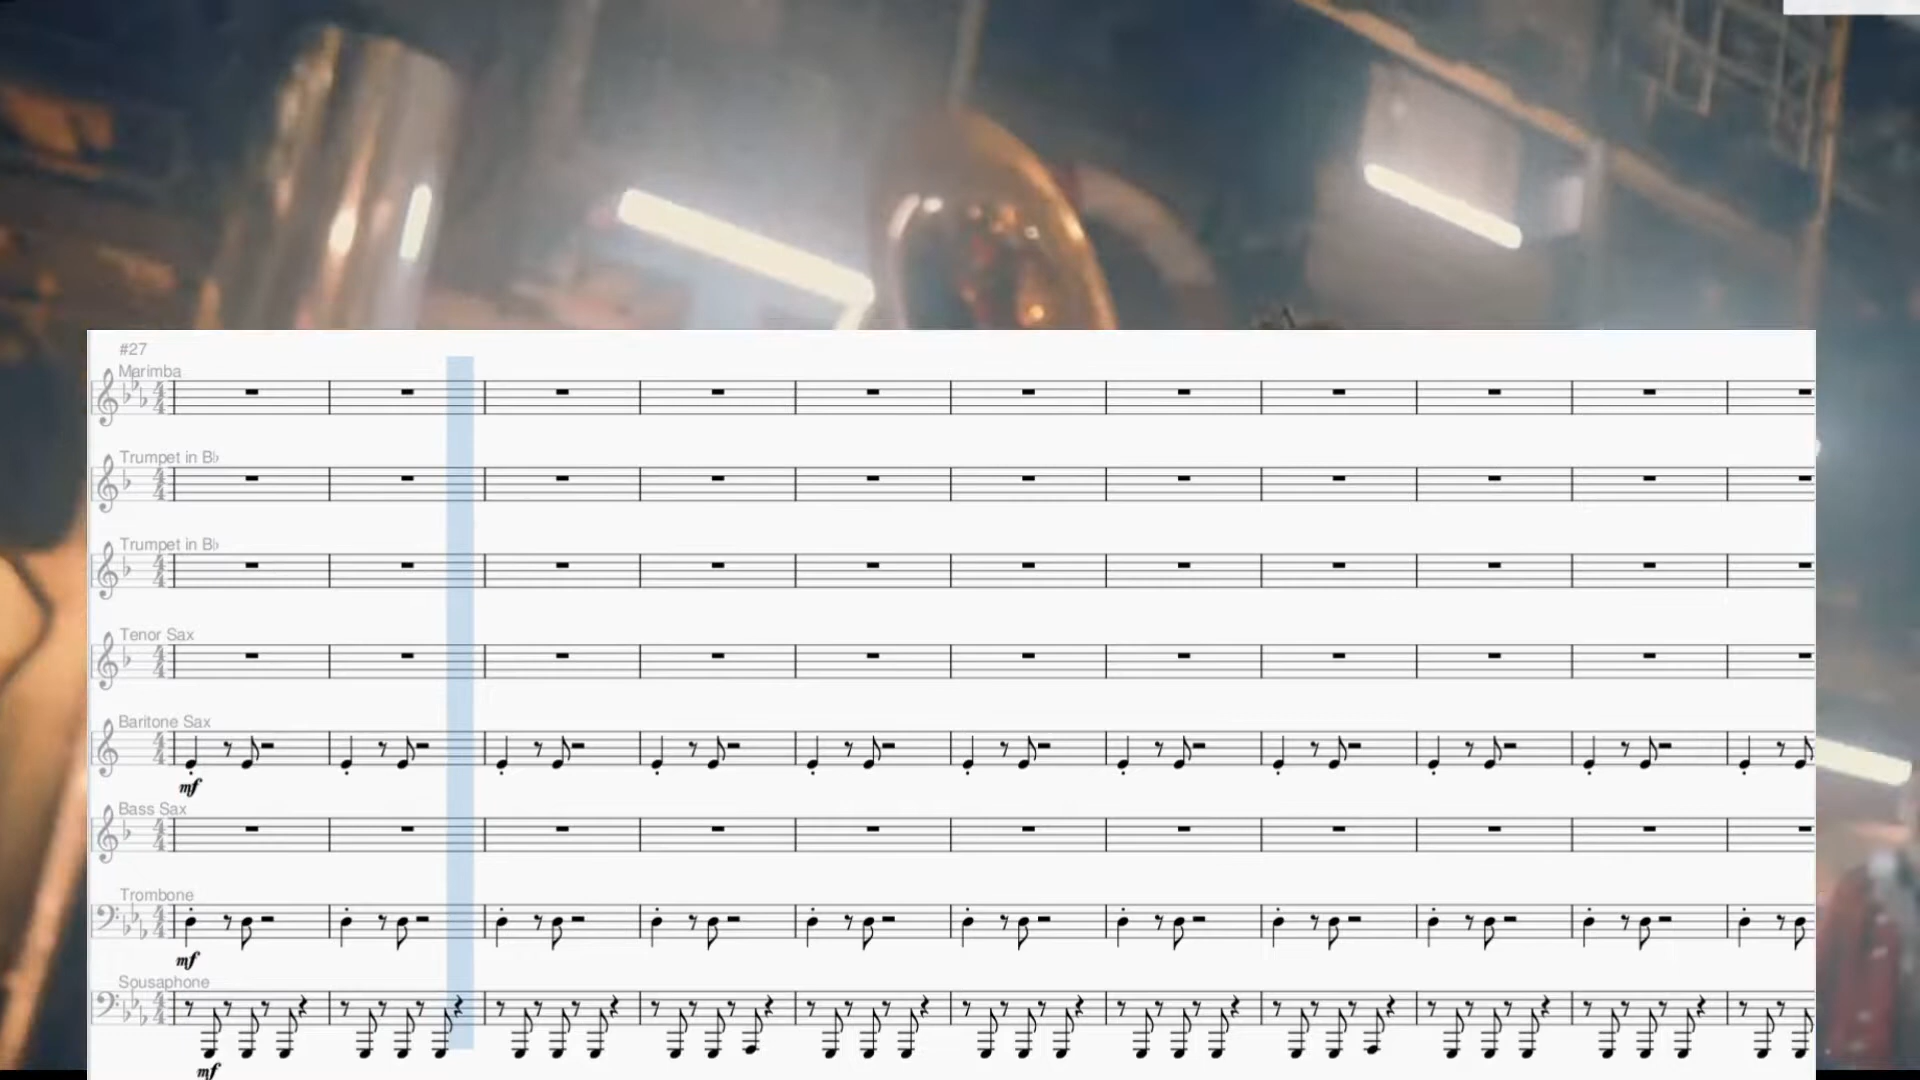 #27
Marimba
Trumpet in B♭
Trumpet in B♭
Tenor Sax
Baritone Sax
mf
Bass Sax
Trombone
mf
Sousaphone
mf